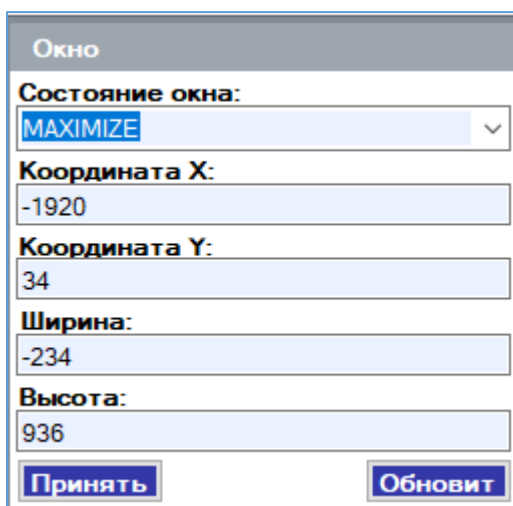 Окно
Состояние окна:
MAXIMIZE
Координата X:
-1920
Координата Y:
34
Ширина:
-234
Высота:
936
Принять Обновит